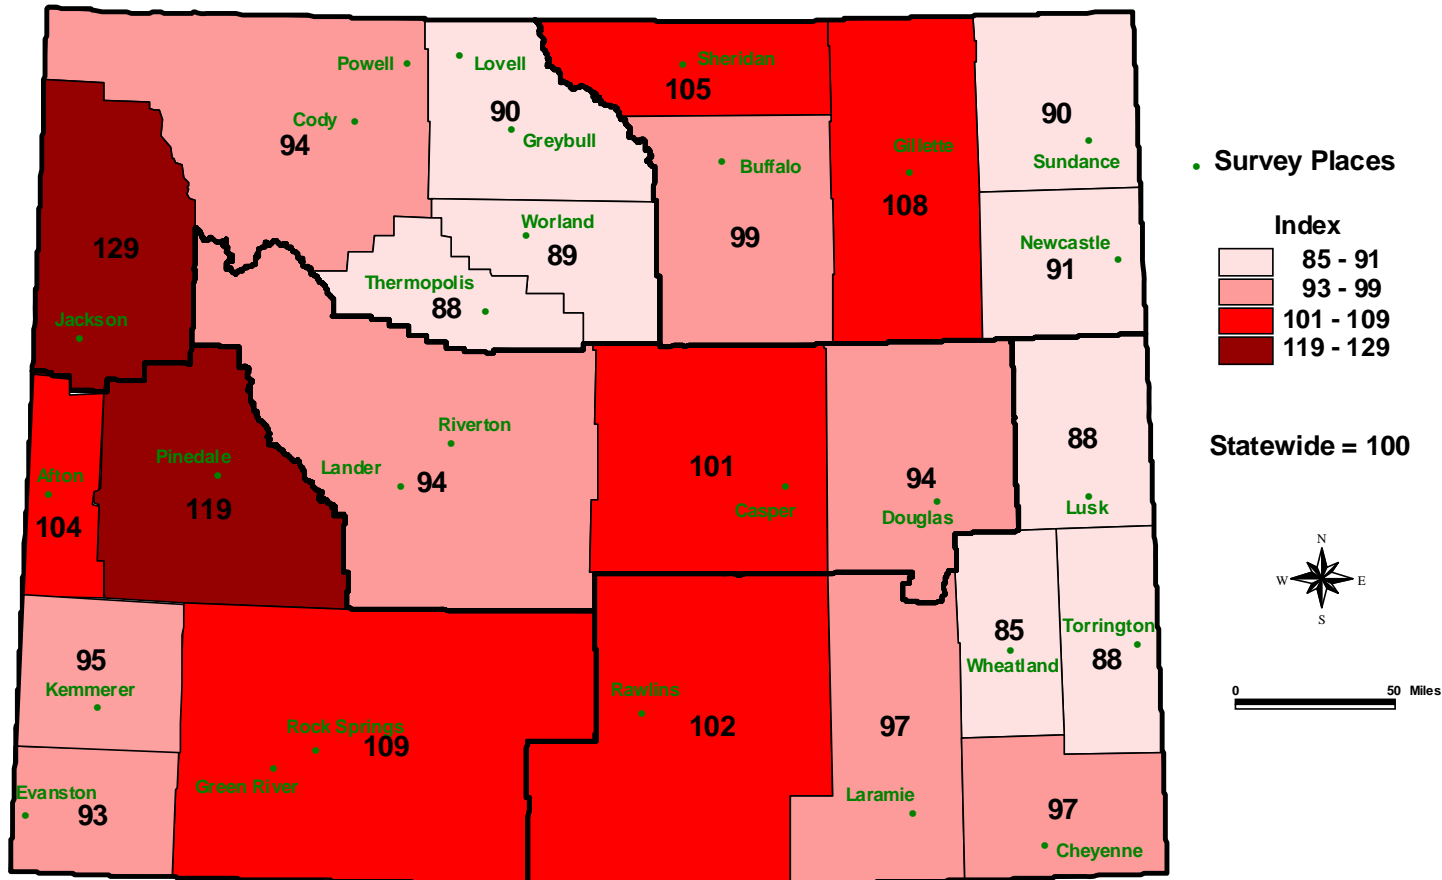 Powell
Lovell
Sheridan
105
90
Greybull
Cody
94
Gillette
108
90
Sundance
Survey Places
Buffalo
99
129
Jackson
Worland
89
Thermopolis
88
Newcastle
91
Index
85 - 91
93 - 99
101 - 109
119 - 129
Statewide = 100
Afton
104
Pinedale
119
Riverton
Lander
94
101
Casper
94
Douglas
88
Lusk
N
W
E
S
95
Kemmerer
Rock Springs
109
Green River
Rawlins
102
97
Laramie
85
Wheatland
Torrington
88
0 50 Miles
Evanston
93
97
Cheyenne